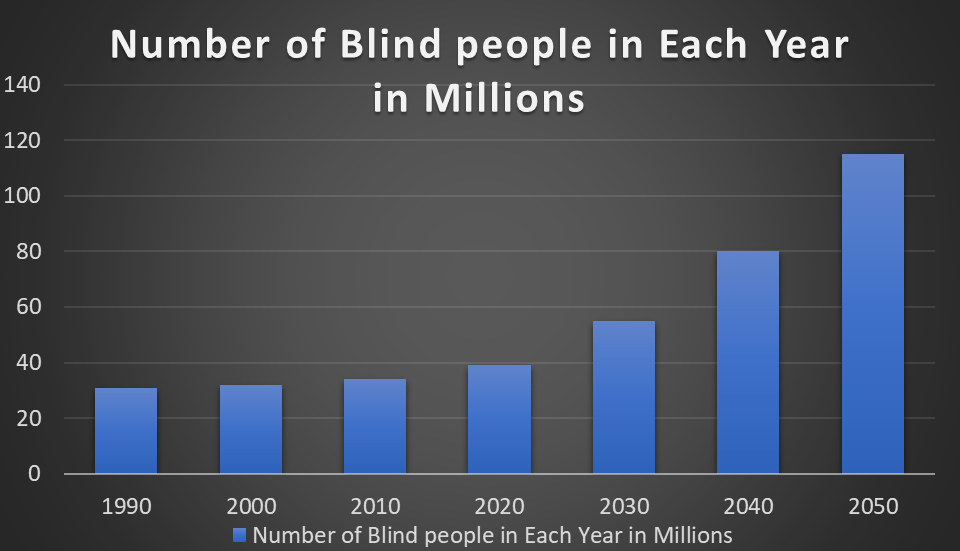 Number of Blind people in Each Year
in Millions
140
120
100
80
60
40
20
0
1990 2000 2010 2020 2030 2040 2050
Number of Blind people in Each Year in Millions